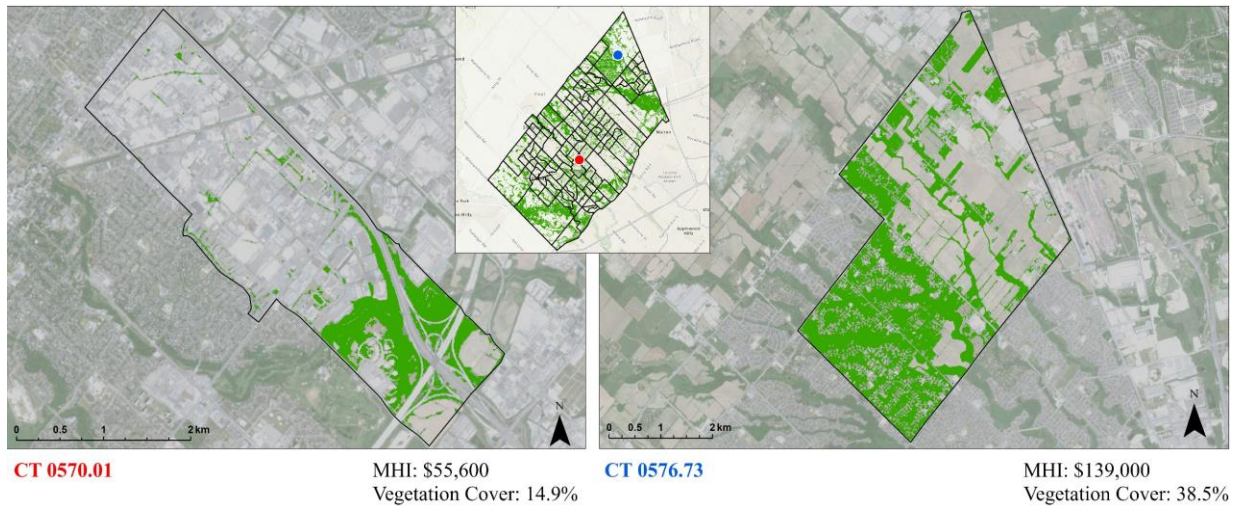 0 0.5 1 2 km
N
0 0.5 1 2 km
N
CT 0570.01
MHI: $55,600
Vegetation Cover: 14.9%
CT 0576.73
MHI: $139,000
Vegetation Cover: 38.5%